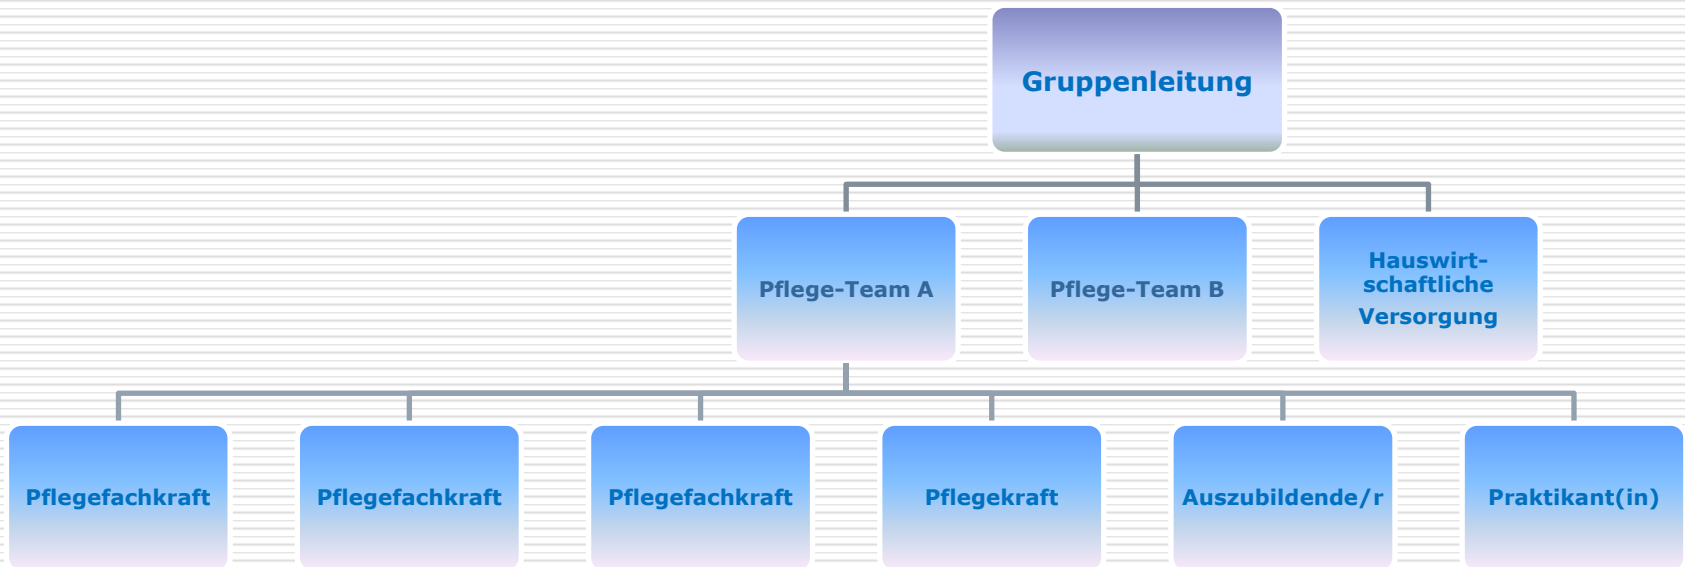 Gruppenleitung
Pflege-Team A
Pflege-Team B
Hauswirt-
schaftliche
Versorgung
Pflegefachkraft
Pflegefachkraft
Pflegefachkraft
Pflegekraft
Auszubildende/r
Praktikant(in)